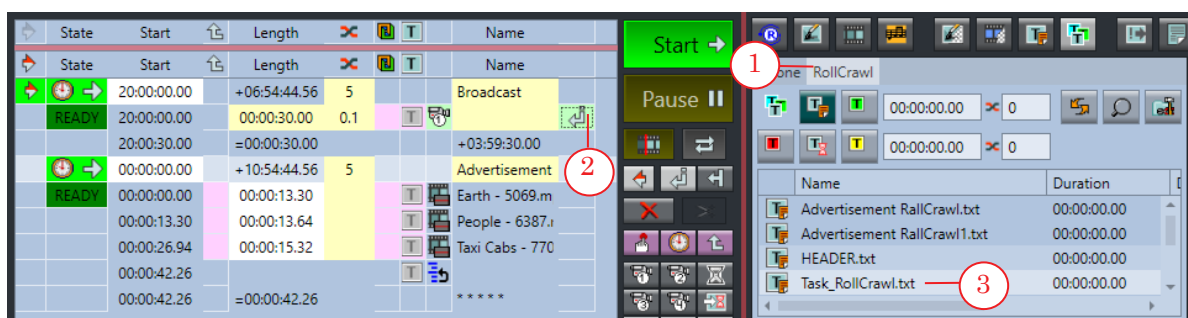 State Start Length T Name
State Start Length T Name
20:00:00.00 +06:54:44.56 5 Broadcast
READY 20:00:00.00 00:00:30.00 0.1 T 1
20:00:30.00 =00:00:30.00 +03:59:30.00
00:00:00.00 +10:54:44.56 5 Advertisement
READY 00:00:00.00 00:00:13.30 T Earth - 5069.m
00:00:13.30 00:00:13.64 T People - 6387.
00:00:26.94 00:00:15.32 T Taxi Cabs - 770
00:00:42.26 T
00:00:42.26 =00:00:42.26 * * * * *
2
Start
Pause
1
2
3
4
R
T
T
1
one RollCrawl
T T T 00:00:00.00 0
T T T 00:00:00.00 0
Name Duration
Advertisement RallCrawl.txt 00:00:00.00
Advertisement RallCrawl1.txt 00:00:00.00
HEADER.txt 00:00:00.00
Task_RollCrawl.txt 3 00:00:00.00